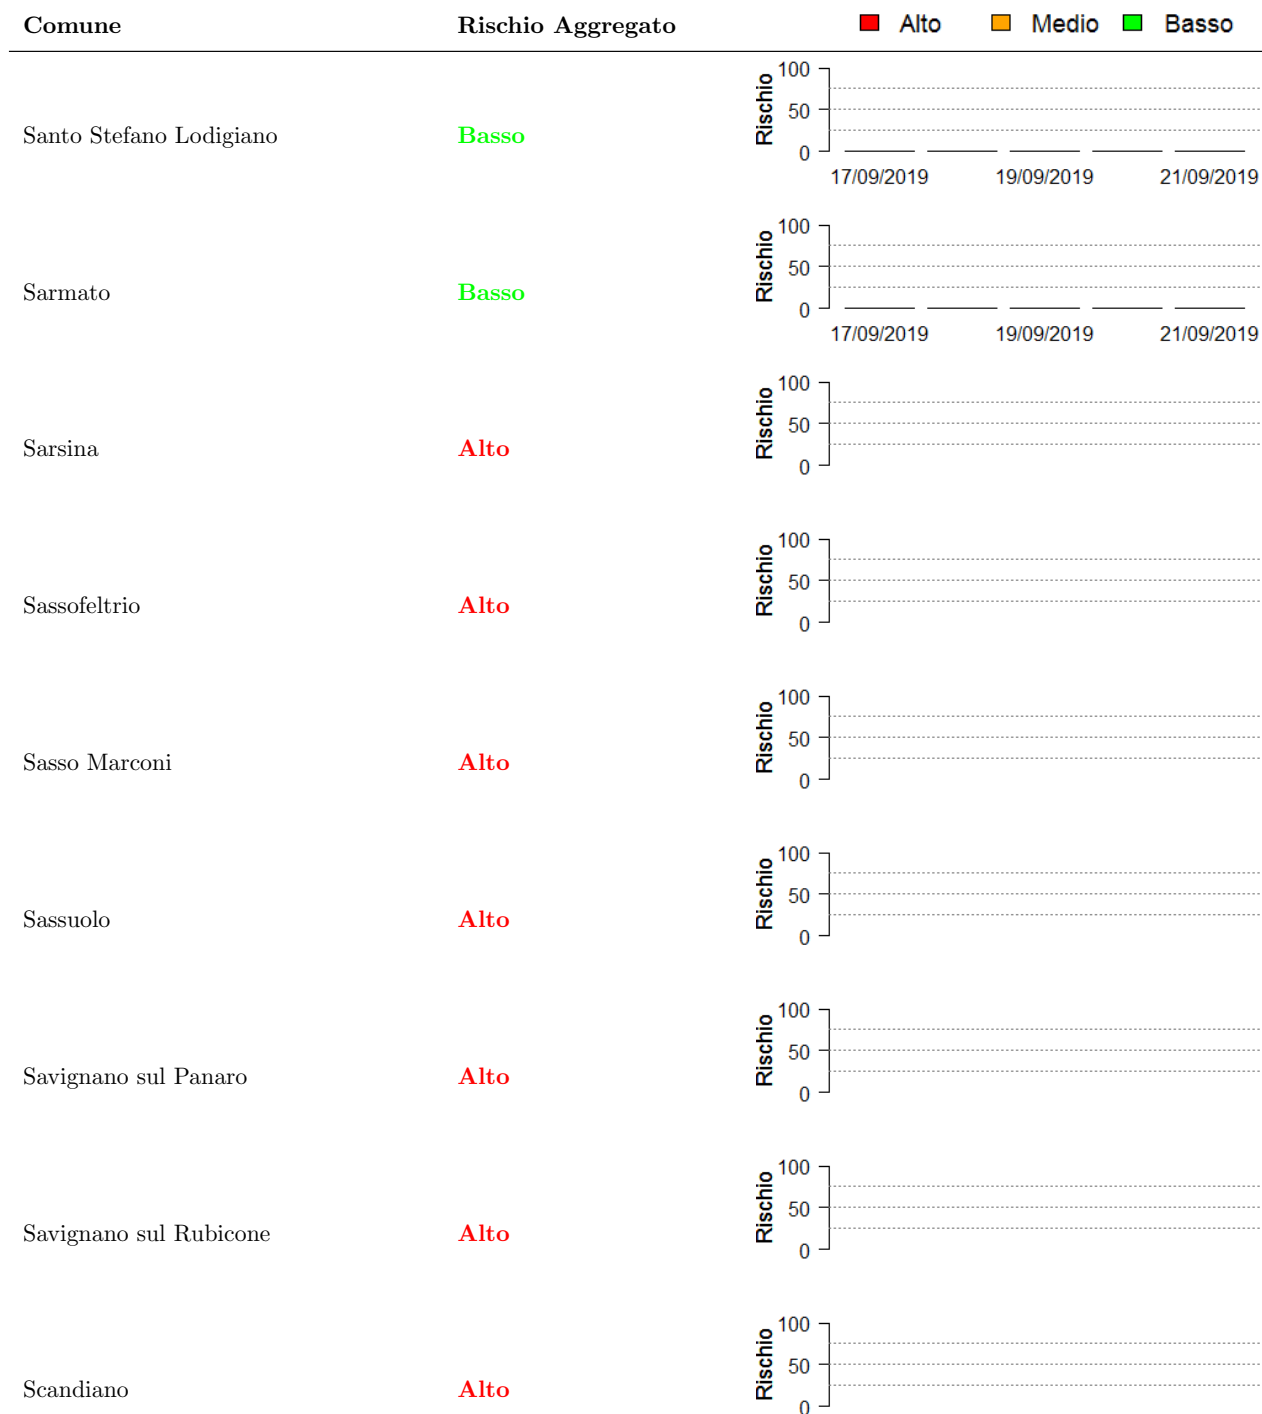 Comune Rischio Aggregato Alto Medio Basso
100
50
0
Rischio
Santo Stefano Lodigiano Basso
17/09/2019 19/09/2019 21/09/2019
100
50
0
Rischio
Sarmato Basso
17/09/2019 19/09/2019 21/09/2019
100
50
0
Rischio
Sarsina Alto
100
50
0
Rischio
Sassofeltrio Alto
100
50
0
Rischio
Sasso Marconi Alto
100
50
0
Rischio
Sassuolo Alto
100
50
0
Rischio
Savignano sul Panaro Alto
100
50
0
Rischio
Savignano sul Rubicone Alto
100
50
0
Rischio
Scandiano Alto